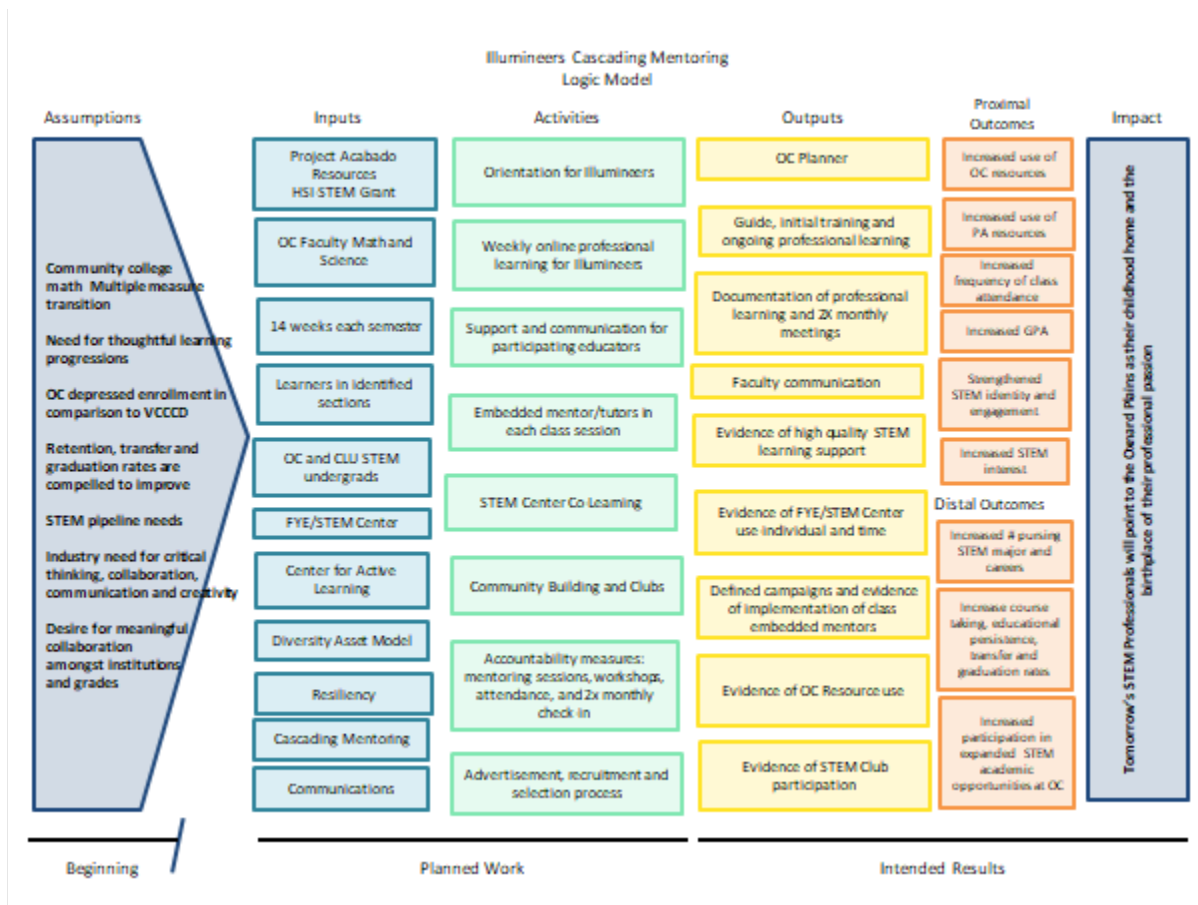 Illumineers Cascading Mentoring
Logic Model
Assumptions
Community college
math Multiple measure
transition
Need for thoughtful learning
progressions
OC depressed enrollment in
comparison to VCCCD
Retention, transfer and
graduation rates are
compelled to improve
STEM pipeline needs
Industry need for critical
thinking, collaboration,
communication and creativity
Desire for meaningful
collaboration
amongst institutions
and grades
Inputs
Project Acabado
Resources
HSI STEM Grant
OC Faculty Math and
Science
14 weeks each semester
Learners in identified
sections
OC and CLU STEM
undergrads
FYE/STEM Center
Center for Active
Learning
Diversity Asset Model
Resiliency
Cascading Mentoring
Communications
Activities
Orientation for Illumineers
Weekly online professional
learning for Illumineers
Support and communication for
participating educators
Embedded mentor/tutors in
each class session
STEM Center Co-Learning
Community Building and Clubs
Accountability measures:
mentoring sessions, workshops,
attendance, and 2x monthly
check-in
Advertisement, recruitment and
selection process
Outputs
OC Planner
Guide, initial training and
ongoing professional learning
Documentation of professional
learning and 2X monthly
meetings
Faculty communication
Evidence of high quality STEM
learning support
Evidence of FYE/STEM Center
use-individual and time
Defined campaigns and evidence
of implementation of class
embedded mentors
Evidence of OC Resource use
Evidence of STEM Club
participation
Proximal
Outcomes
Increased use of
OC resources
Increased use of
PA resources
Increased
frequency of class
attendance
Increased GPA
Strengthened
STEM identity and
engagement
Increased STEM
interest
Distal Outcomes
Increased # pursing
STEM major and
careers
Increase course
taking, educational
persistence,
transfer and
graduation rates
Increased
participation in
expanded STEM
academic
opportunities at OC
Impact
Tomorrow's STEM Professionals will point to the Oxnard Plains as their childhood home and the
birthplace of their professional passion
Beginning
Planned Work
Intended Results